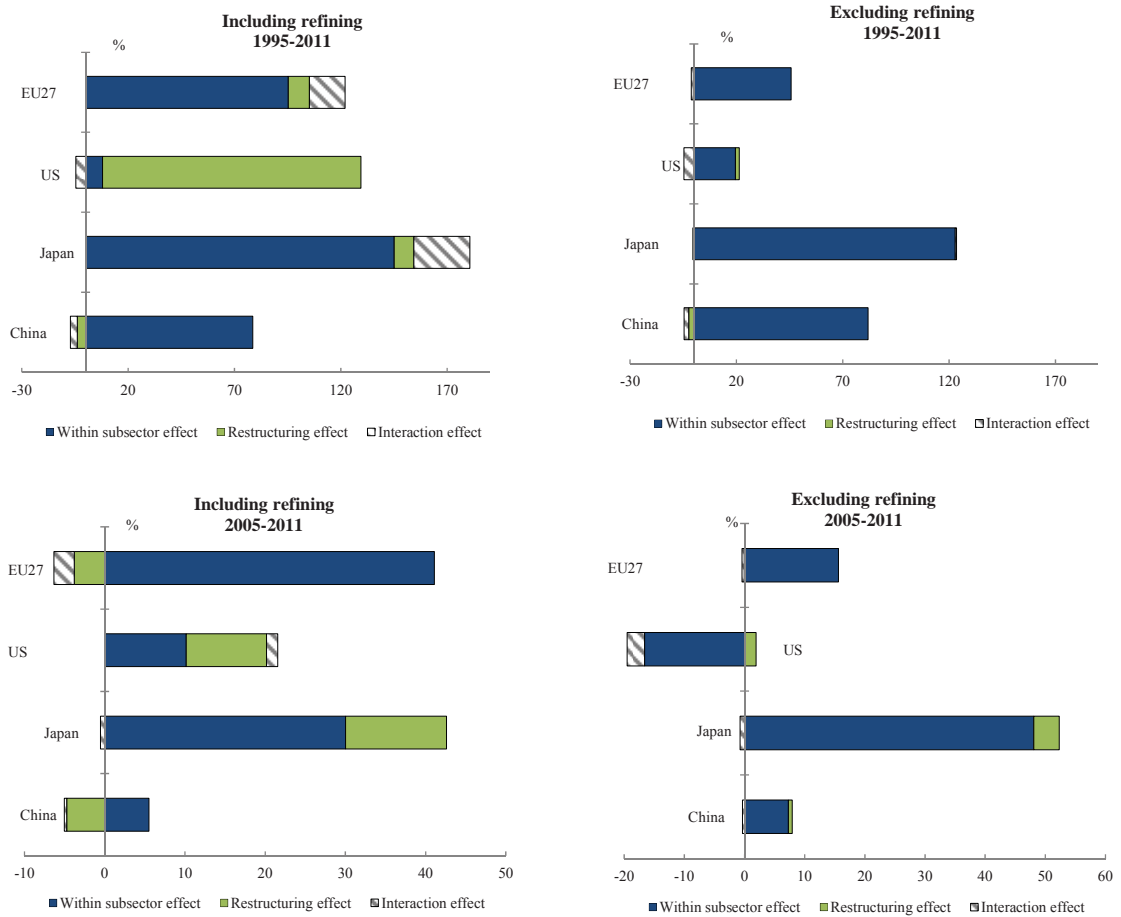 Including refining
1995-2011
%
EU27
US
Japan
China
-30 20 70 120 170
Within subsector effect Restructuring effect Interaction effect
Excluding refining
1995-2011
%
EU27
US
Japan
China
-30 20 70 120 170
Within subsector effect Restructuring effect Interaction effect
Including refining
2005-2011
%
EU27
US
Japan
China
-10 0 10 20 30 40 50
Within subsector effect Restructuring effect Interaction effect
Excluding refining
2005-2011
%
EU27
US
Japan
China
-20 -10 0 10 20 30 40 50 60
Within subsector effect Restructuring effect Interaction effect